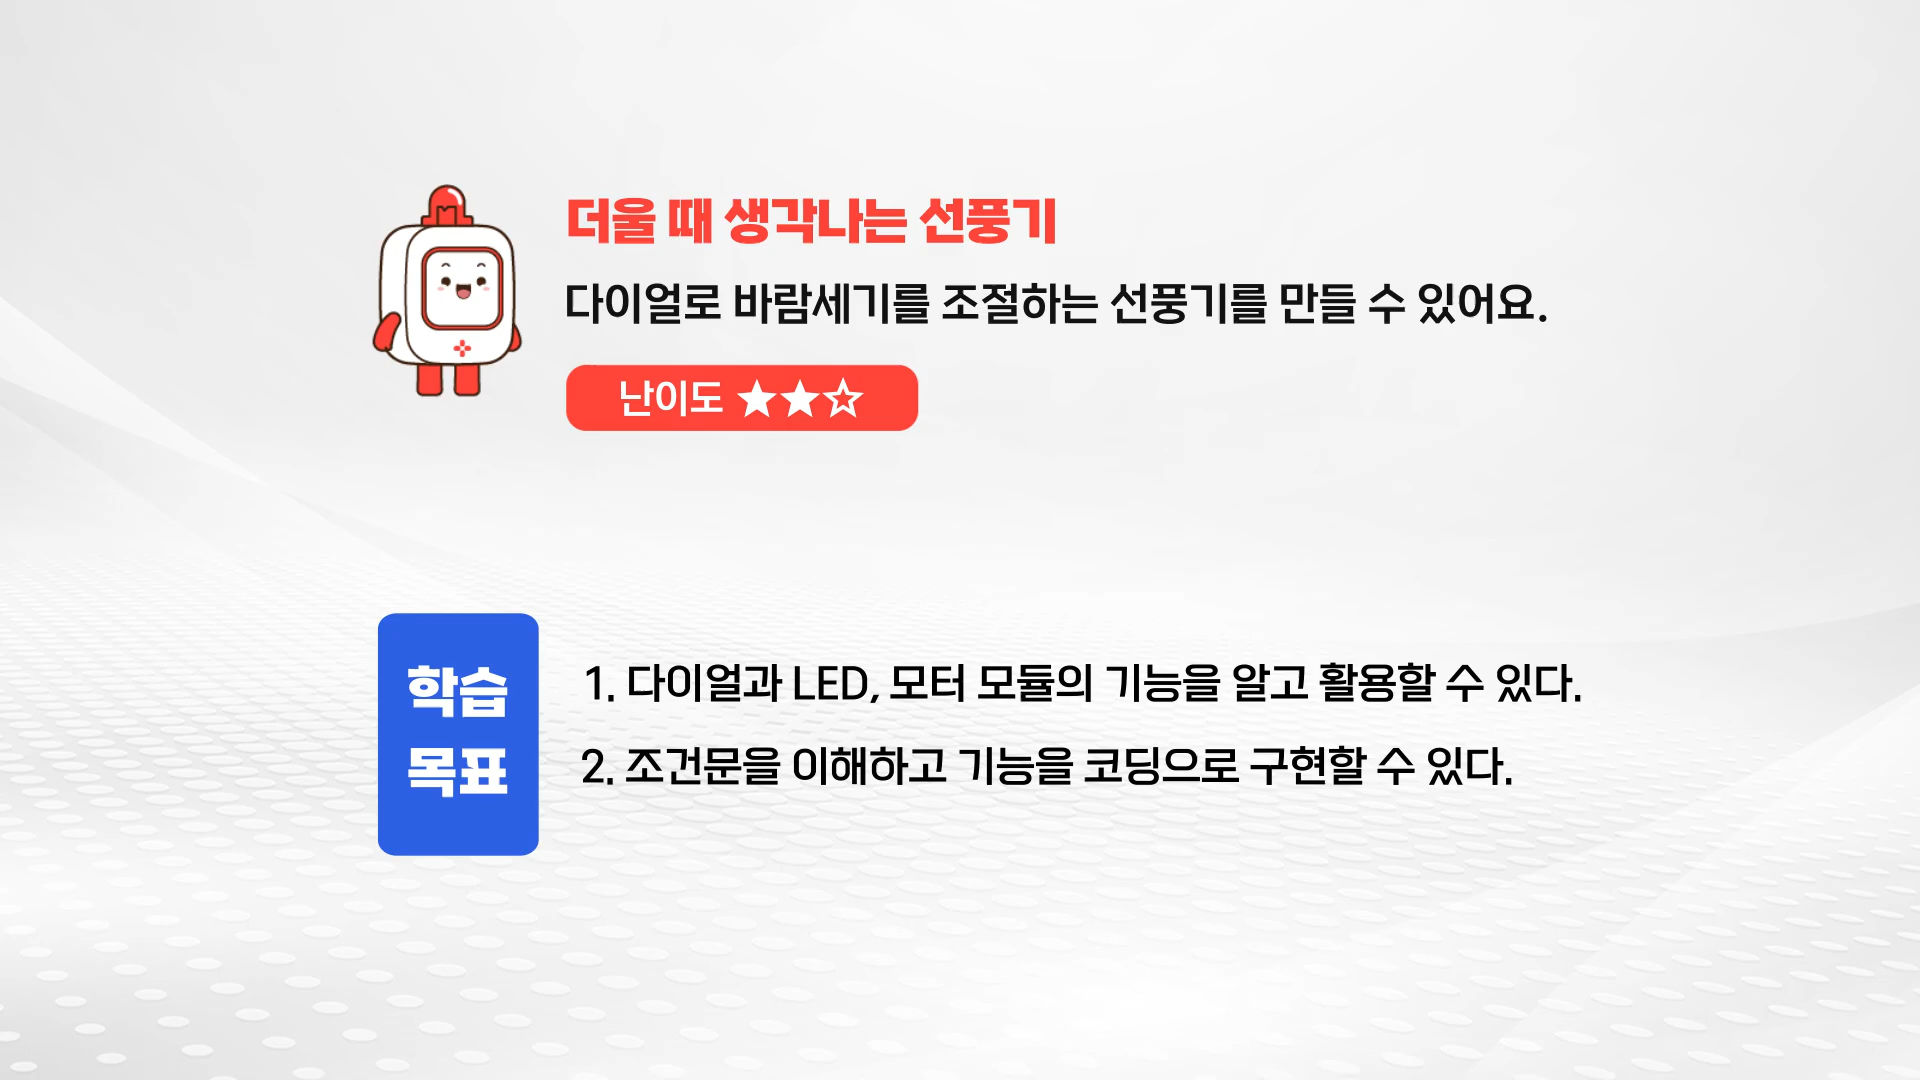 더울 때 생각나는 선풍기
다이얼로 바람세기를 조절하는 선풍기를 만들 수 있어요.
난이도 ★★☆
학습
목표
1. 다이얼과 LED, 모터 모듈의 기능을 알고 활용할 수 있다.
2. 조건문을 이해하고 기능을 코딩으로 구현할 수 있다.